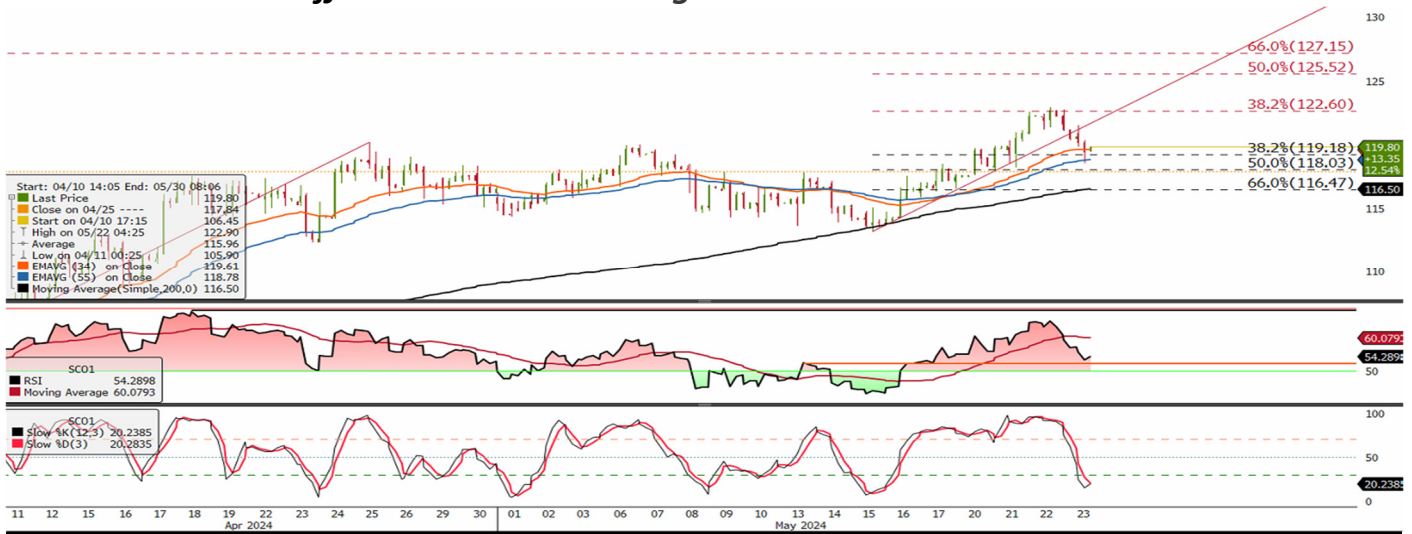 130
66.0%(127.15)
50.0%(125.52)
125
38.2%(122.60)
38.2%(119.18)
119.80
+13.35
12.54%
50.0%(118.03)
66.0%(116.47)
116.50
115
110
Start: 04/10 14:05 End: 05/30 08:06
Last Price 119.80
Close on 04/25 -- 117.84
Start on 04/10 17:15 106.45
High on 05/22 04:25 122.90
Average 115.96
Low on 04/11 00:25 105.90
EMAVG (34) on Close 119.61
EMAVG (55) on Close 118.78
Moving Average(Simple,200,0) 116.50
SCO1
RSI 54.2898
Moving Average 60.0793
60.0793
54.2898
50
SCO1
Slow %K(12,3) 20.2385
Slow %D(3) 20.2835
100
50
20.2385
0
11 12 15 16 17 18 19 22 23 24 25 26 29 30 01 02 03 06 07 08 09 10 13 14 15 16 17 20 21 22 23
Apr 2024 May 2024